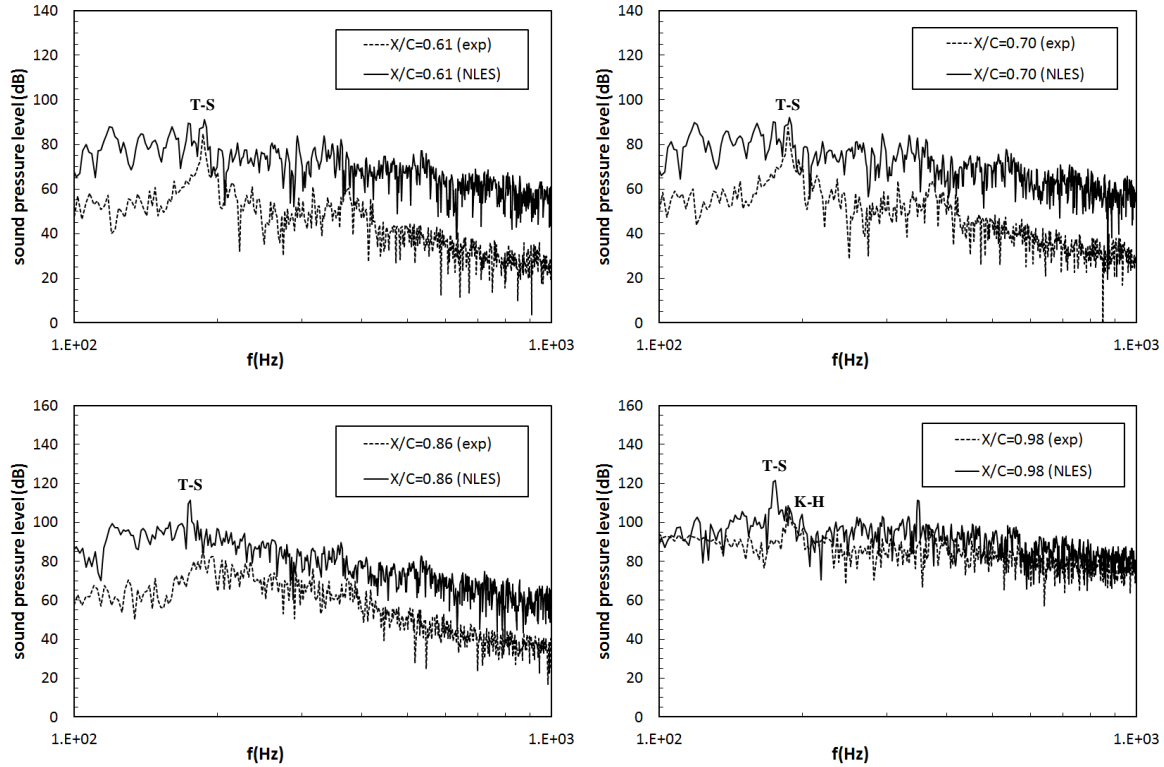 140
120
100
80
60
40
20
0
sound pressure level (dB)
X/C=0.61 (exp)
X/C=0.61 (NLES)
T-S
1.E+02
1.E+03
f(Hz)
140
120
100
80
60
40
20
0
sound pressure level (dB)
X/C=0.70 (exp)
X/C=0.70 (NLES)
T-S
1.E+02
1.E+03
f(Hz)
160
140
120
100
80
60
40
20
0
sound pressure level (dB)
X/C=0.86 (exp)
X/C=0.86 (NLES)
T-S
1.E+02
1.E+03
f(Hz)
160
140
120
100
80
60
40
20
0
sound pressure level (dB)
X/C=0.98 (exp)
X/C=0.98 (NLES)
T-S
K-H
1.E+02
1.E+03
f(Hz)